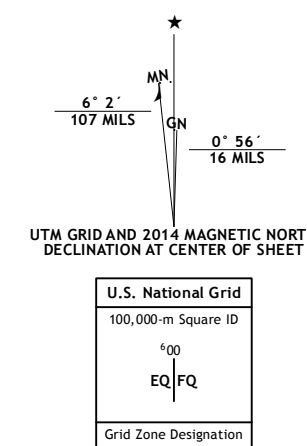 ★
MN.
GN
6° 2´
107 MILS
0° 56´
16 MILS
UTM GRID AND 2014 MAGNETIC NORT
DECLINATION AT CENTER OF SHEET
U.S. National Grid
100,000-m Square ID
⁶00
EQ FQ
Grid Zone Designation